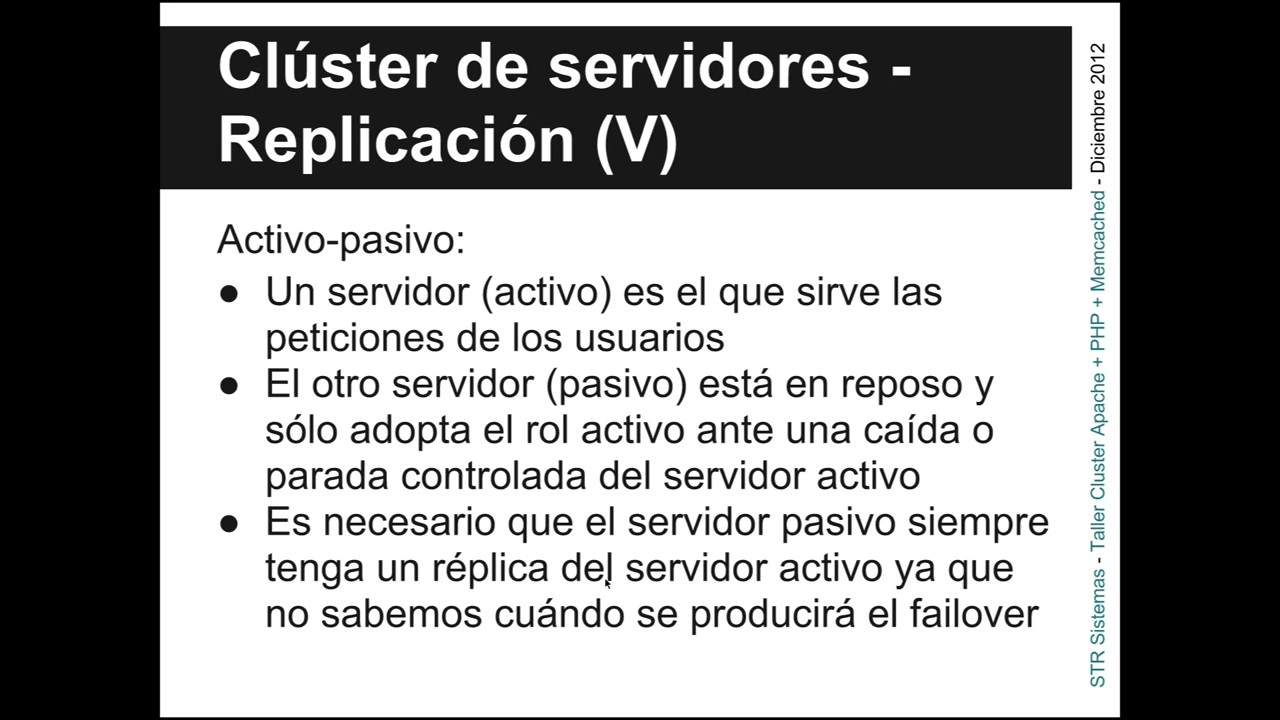 Clúster de servidores -
Replicación (V)
Activo-pasivo:
● Un servidor (activo) es el que sirve las
peticiones de los usuarios
● El otro servidor (pasivo) está en reposo y
sólo adopta el rol activo ante una caída o
parada controlada del servidor activo
● Es necesario que el servidor pasivo siempre
tenga un réplica del servidor activo ya que
no sabemos cuándo se producirá el failover
STR Sistemas - Taller Cluster Apache + PHP + Memcached - Diciembre 2012